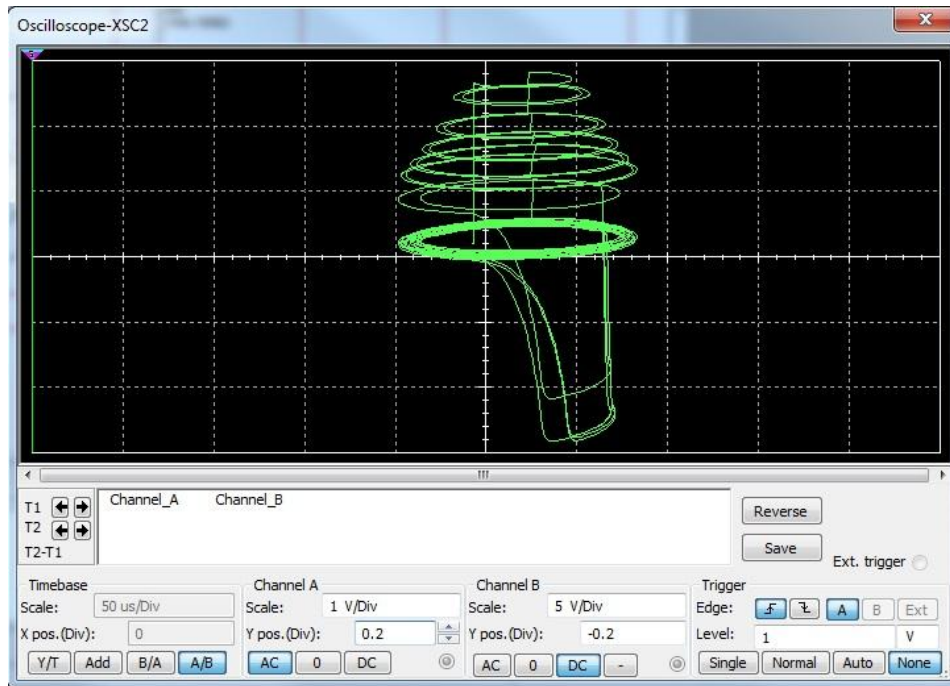 Oscilloscope-XSC2
T1
T2
T2-T1
Channel_A Channel_B
Reverse
Save
Ext. trigger
Timebase
Scale: 50 us/Div
X pos.(Div): 0
Y/T Add B/A A/B
Channel A
Scale: 1 V/Div
Y pos.(Div): 0.2
AC 0 DC
Channel B
Scale: 5 V/Div
Y pos.(Div): -0.2
AC 0 DC -
Trigger
Edge: A B Ext
Level: 1 V
Single Normal Auto None